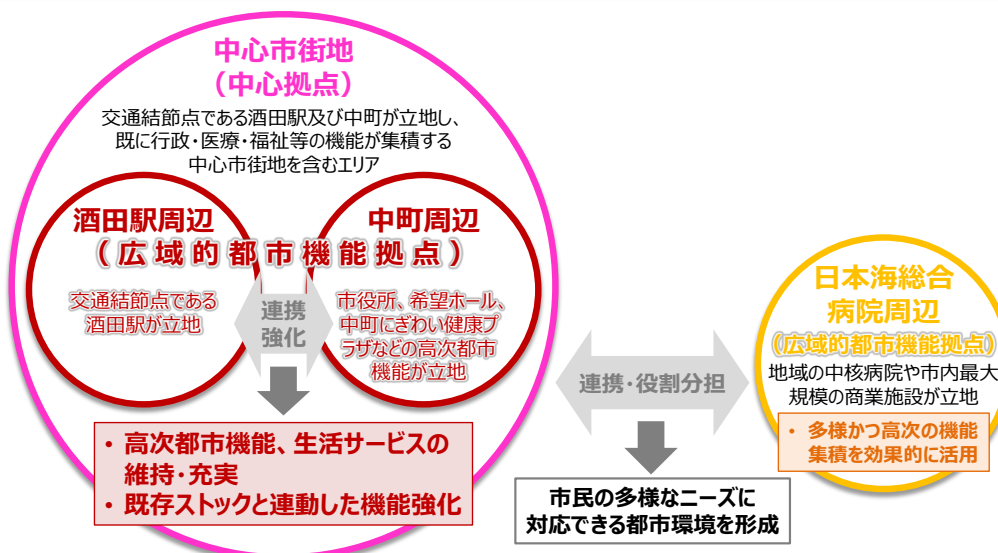 中心市街地
（中心拠点）
交通結節点である酒田駅及び中町が立地し、
既に行政・医療・福祉等の機能が集積する
中心市街地を含むエリア
酒田駅周辺
中町周辺
（広域的都市機能拠点）
交通結節点である
酒田駅が立地
連携
強化
市役所、希望ホール、
中町にぎわい健康プ
ラザなどの高次都市
機能が立地
・高次都市機能、生活サービスの
維持・充実
・既存ストックと連動した機能強化
連携・役割分担
市民の多様なニーズに
対応できる都市環境を形成
日本海総合
病院周辺
（広域的都市機能拠点）
地域の中核病院や市内最大
規模の商業施設が立地
・多様かつ高次の機能
集積を効果的に活用